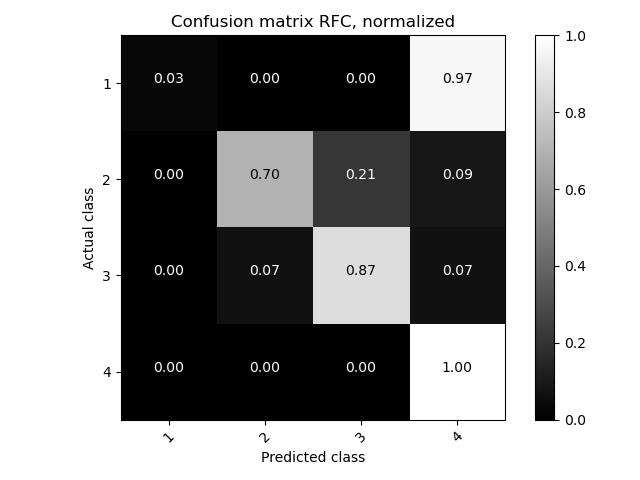 Confusion matrix RFC, normalized
1 0.03 0.00 0.00 0.97
2 0.00 0.70 0.21 0.09
3 0.00 0.07 0.87 0.07
4 0.00 0.00 0.00 1.00
1 2 3 4
Predicted class
Actual class
1.0
0.8
0.6
0.4
0.2
0.0